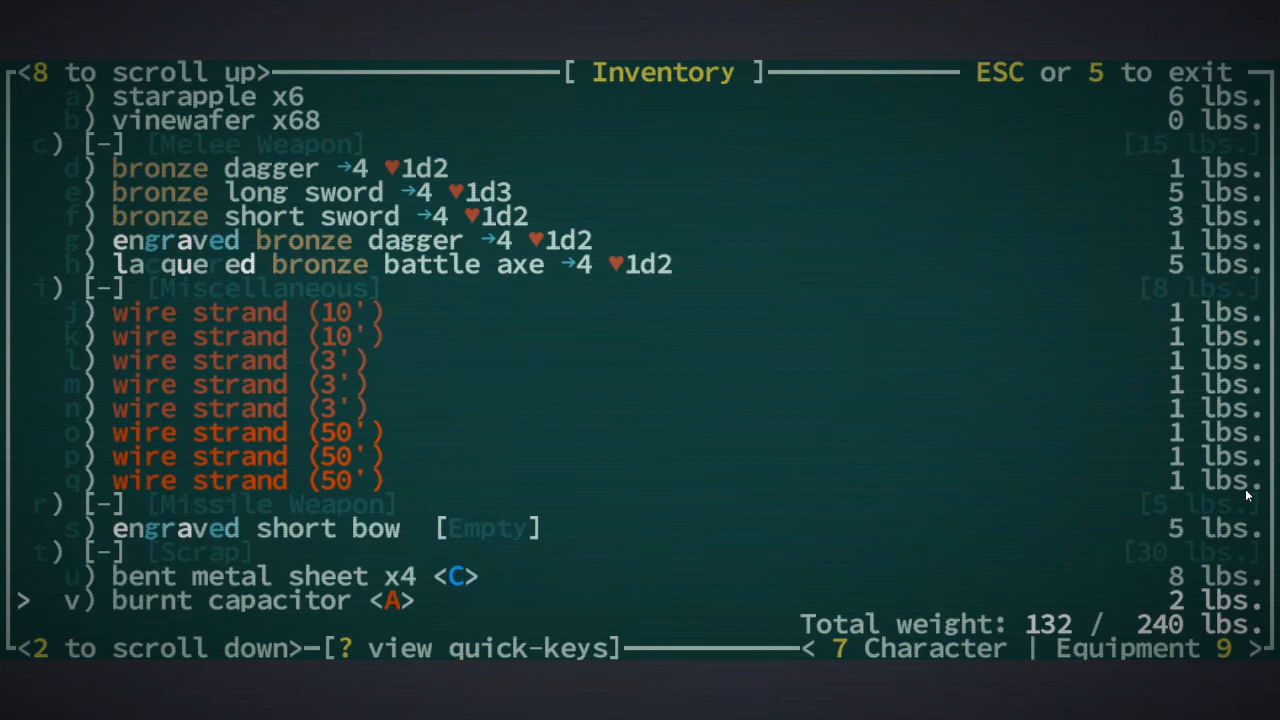 <8 to scroll up> [ Inventory ] ESC or 5 to exit
a) starapple x6 6 lbs.
b) vinewafer x68 0 lbs.
c) [-] [Melee Weapon] [15 lbs.]
d) bronze dagger →4 ♥1d2 1 lbs.
e) bronze long sword →4 ♥1d3 5 lbs.
f) bronze short sword →4 ♥1d2 3 lbs.
g) engraved bronze dagger →4 ♥1d2 1 lbs.
h) lacquered bronze battle axe →4 ♥1d2 5 lbs.
i) [-] [Miscellaneous] [8 lbs.]
j) wire strand (10') 1 lbs.
k) wire strand (10') 1 lbs.
l) wire strand (3') 1 lbs.
m) wire strand (3') 1 lbs.
n) wire strand (3') 1 lbs.
o) wire strand (50') 1 lbs.
p) wire strand (50') 1 lbs.
q) wire strand (50') 1 lbs.
r) [-] [Missile Weapon] [5 lbs.]
s) engraved short bow [Empty] 5 lbs.
t) [-] [Scrap] [30 lbs.]
u) bent metal sheet x4 <C> 8 lbs.
> v) burnt capacitor <A> 2 lbs.
Total weight: 132 / 240 lbs.
<2 to scroll down> [? view quick-keys] < 7 Character | Equipment 9 >